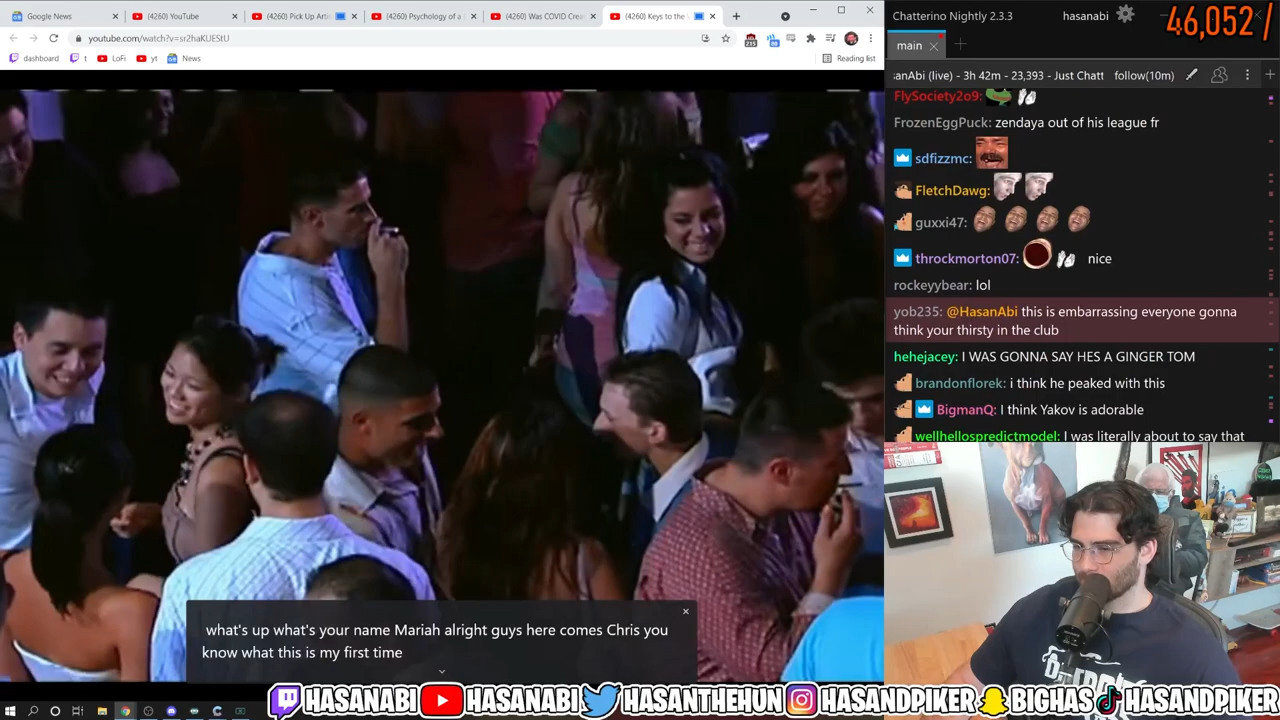 Google News
(4260) YouTube
(4260) Pick Up Arti
(4260) Psychology of a
(4260) Was COVID Crea
(4260) Keys to the V
youtube.com/watch?v=sr2haKUEStU
dashboard
t
LoFi
yt
News
Reading list
what's up what's your name Mariah alright guys here comes Chris you
know what this is my first time
Chatterino Nightly 2.3.3
hasanabi
46,052 /
main
sanAbi (live) - 3h 42m - 23,393 - Just Chatt
follow(10m)
FlySociety2o9:
FrozenEggPuck: zendaya out of his league fr
sdfizzmc:
FletchDawg:
guxxi47:
throckmorton07: nice
rockeyybear: lol
yob235: @HasanAbi this is embarrassing everyone gonna
think your thirsty in the club
hehejacey: I WAS GONNA SAY HES A GINGER TOM
brandonflorek: i think he peaked with this
BigmanQ: I think Yakov is adorable
wellhellospredictmodel: I was literally about to say that
HASANABI HASANABI HASANTHEHUN HASANDPIKER BIGHAS HASANDPIKER